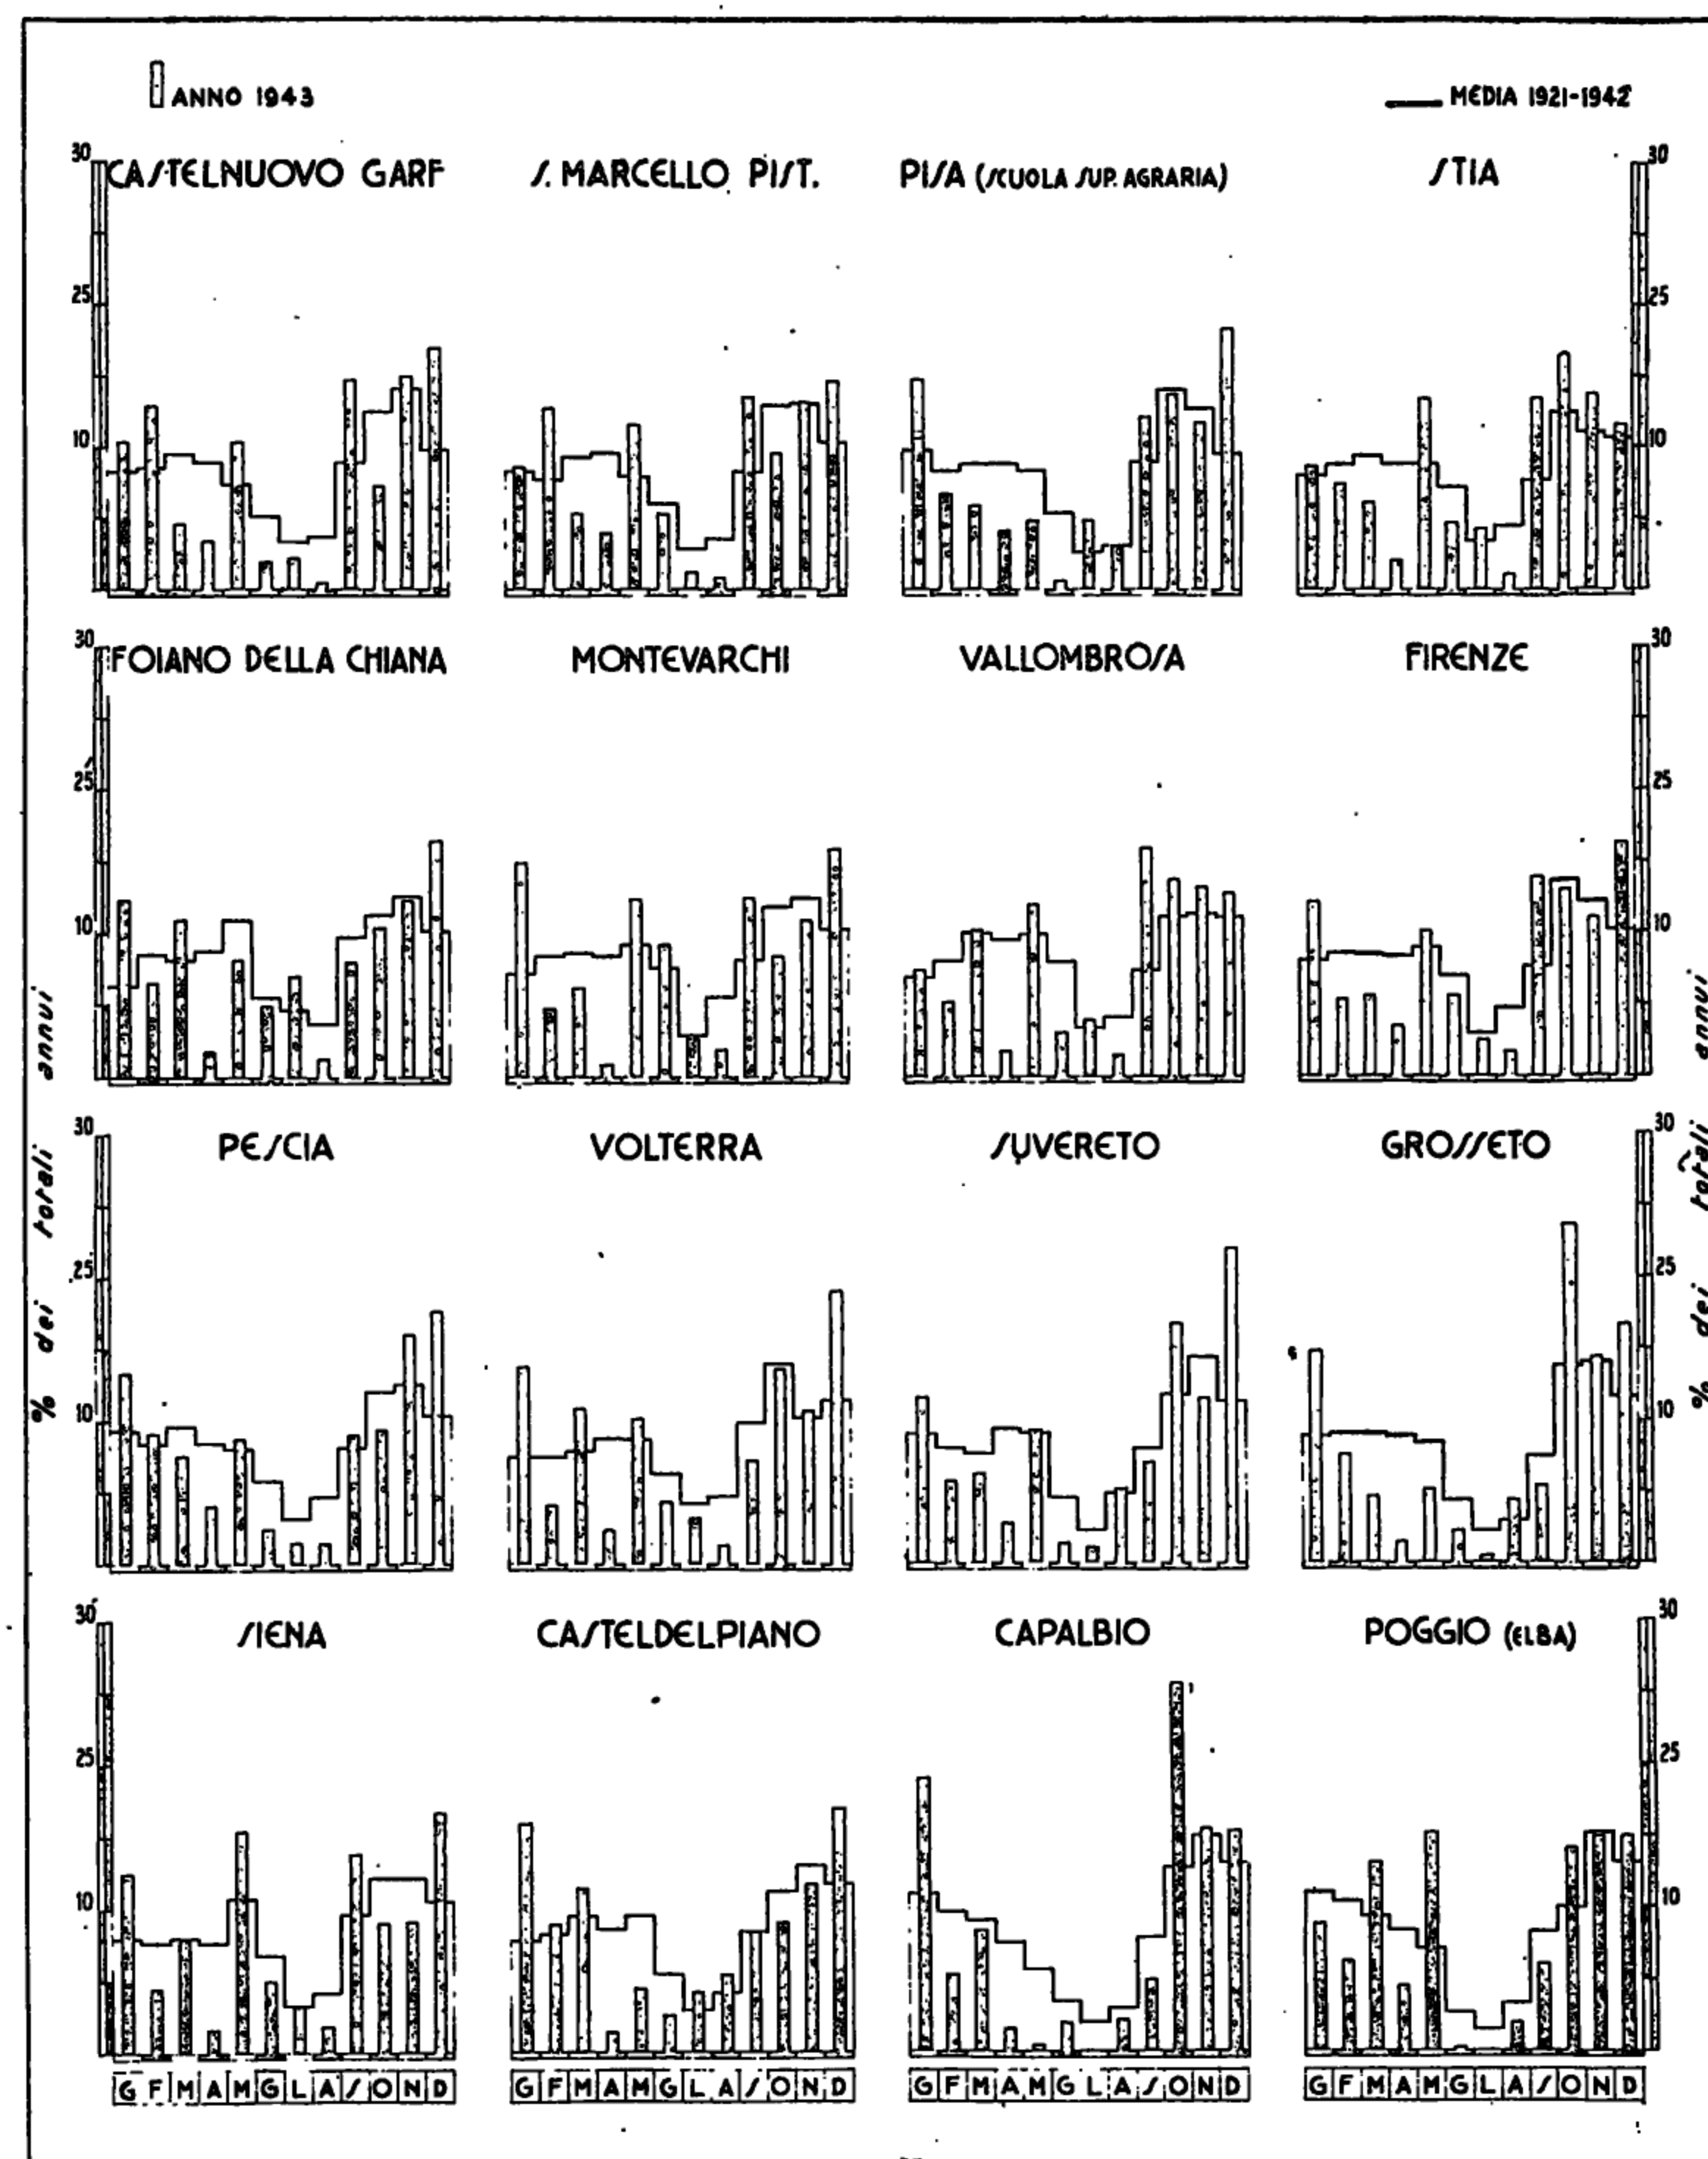 ANNO 1943
MEDIA 1921-1942
CASTELNUOVO GARF
S. MARCELLO PIST.
PISA (SCUOLA SUP. AGRARIA)
STIA
30
25
10
30
25
10
FOIANO DELLA CHIANA
MONTEVARCHI
VALLOMBROSA
FIRENZE
30
25
10
30
25
10
PESCIA
VOLTERRA
SUVERETO
GROSSETO
30
25
10
30
25
10
SIENA
CASTELDELPIANO
CAPALBIO
POGGIO (ELBA)
30
25
10
30
25
10
% dei totali annui
% dei totali annui
G F M A M G L A S O N D
G F M A M G L A S O N D
G F M A M G L A S O N D
G F M A M G L A S O N D